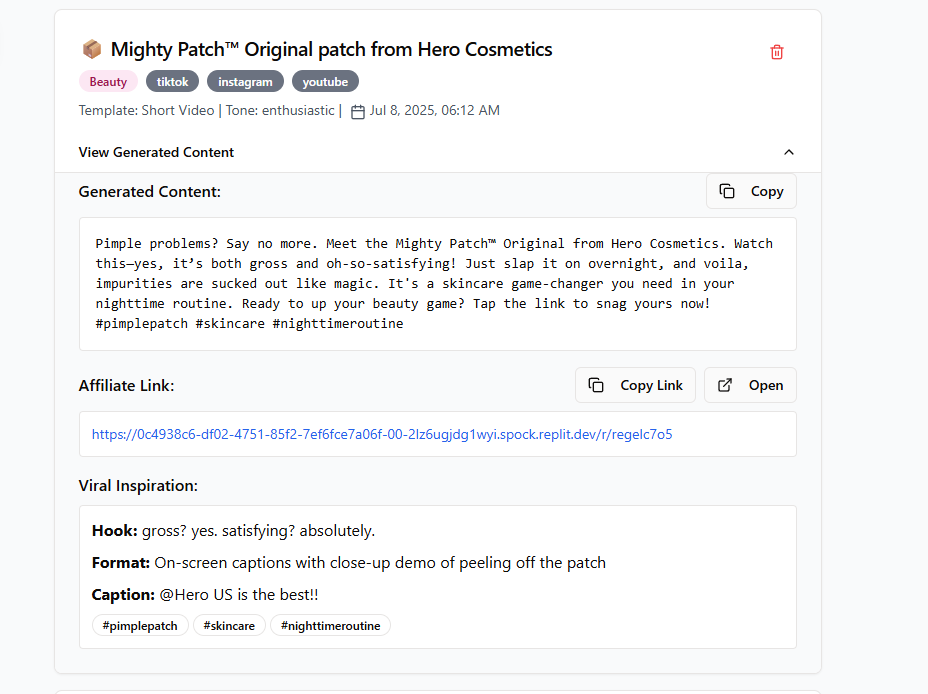 📦 Mighty Patch™ Original patch from Hero Cosmetics
Beauty tiktok instagram youtube
Template: Short Video | Tone: enthusiastic | Jul 8, 2025, 06:12 AM
View Generated Content
Generated Content:
Copy
Pimple problems? Say no more. Meet the Mighty Patch™ Original from Hero Cosmetics. Watch
this—yes, it’s both gross and oh-so-satisfying! Just slap it on overnight, and voila,
impurities are sucked out like magic. It's a skincare game-changer you need in your
nighttime routine. Ready to up your beauty game? Tap the link to snag yours now!
#pimplepatch #skincare #nighttimeroutine
Affiliate Link:
Copy Link
Open
https://0c4938c6-df02-4751-85f2-7ef6fce7a06f-00-2lz6ugjdg1wyi.spock.replit.dev/r/regelc7o5
Viral Inspiration:
Hook: gross? yes. satisfying? absolutely.
Format: On-screen captions with close-up demo of peeling off the patch
Caption: @Hero US is the best!!
#pimplepatch #skincare #nighttimeroutine